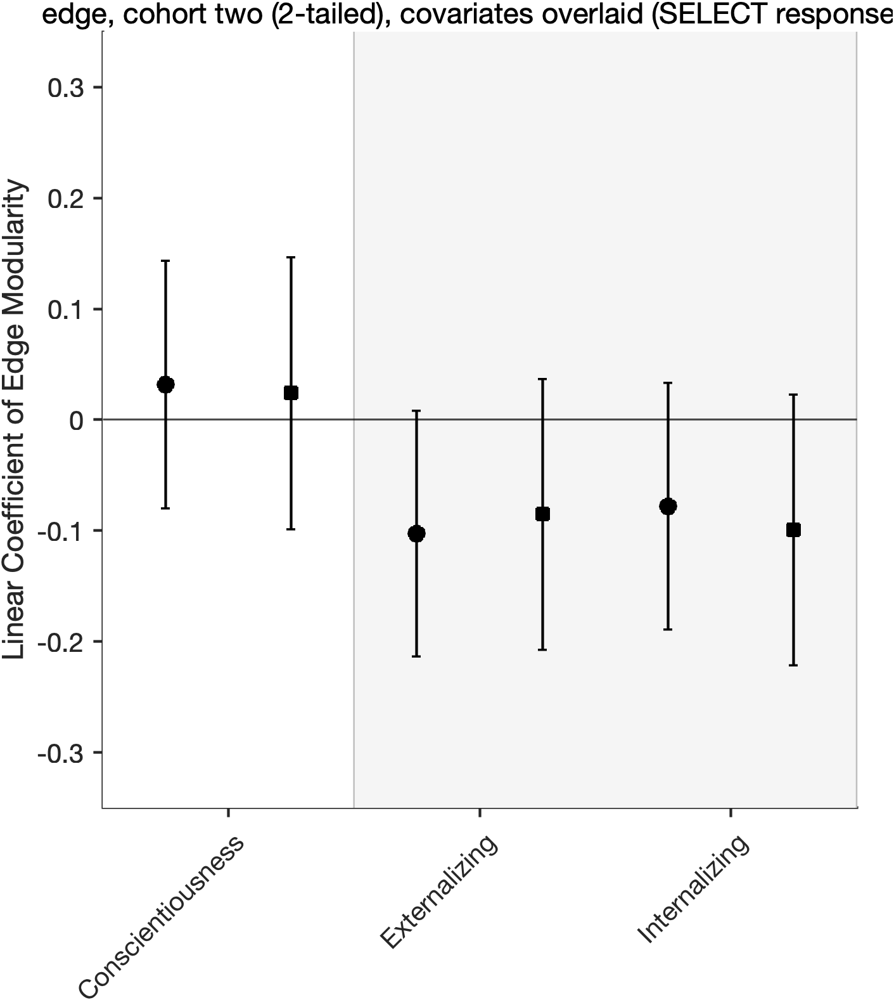 edge, cohort two (2-tailed), covariates overlaid (SELECT response
Linear Coefficient of Edge Modularity
0.3
0.2
0.1
0
-0.1
-0.2
-0.3
Conscientiousness
Externalizing
Internalizing